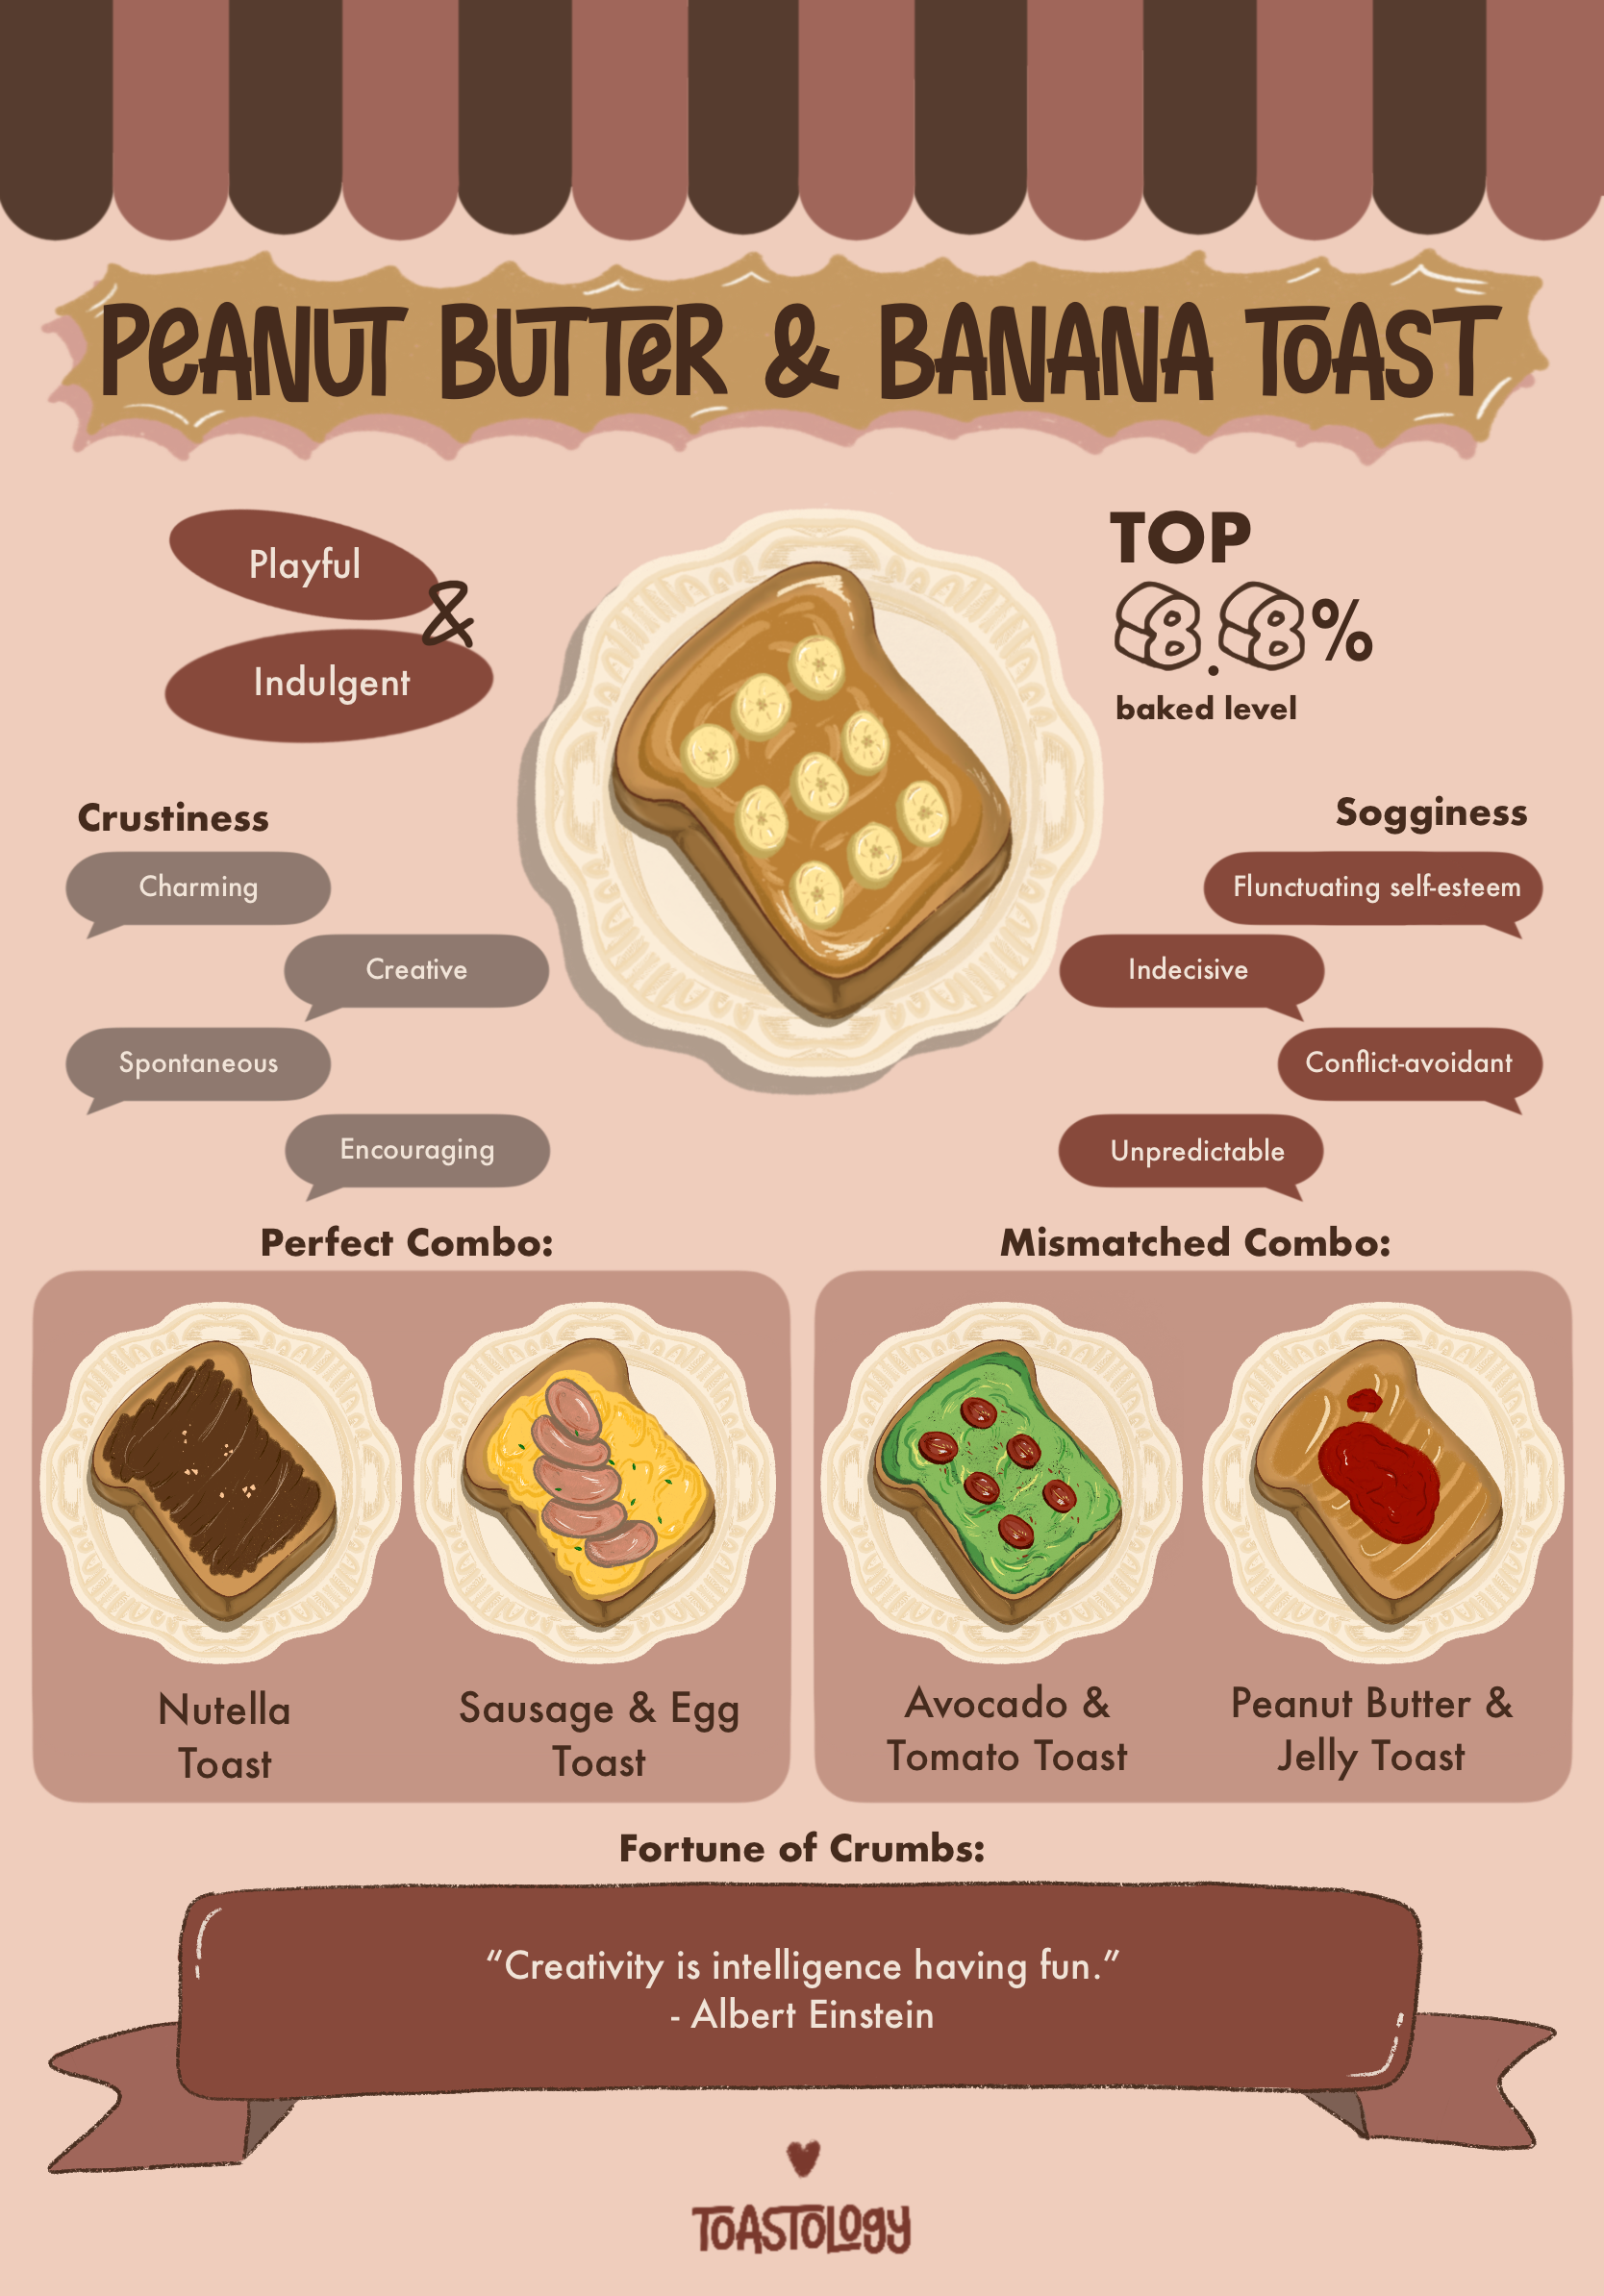 PEANUT BUTTER & BANANA TOAST
Playful
&
Indulgent
TOP
8.8%
baked level
Crustiness
Charming
Creative
Spontaneous
Encouraging
Sogginess
Flunctuating self-esteem
Indecisive
Conflict-avoidant
Unpredictable
Perfect Combo:
Nutella
Toast
Sausage & Egg
Toast
Mismatched Combo:
Avocado &
Tomato Toast
Peanut Butter &
Jelly Toast
Fortune of Crumbs:
“Creativity is intelligence having fun.”
- Albert Einstein
TOASTOLOGY